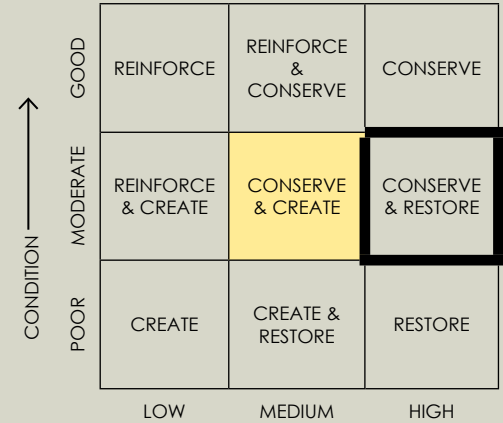 GOOD
REINFORCE
REINFORCE
&
CONSERVE
CONSERVE
MODERATE
REINFORCE
& CREATE
CONSERVE
& CREATE
CONSERVE
& RESTORE
CONDITION
POOR
CREATE
CREATE &
RESTORE
RESTORE
LOW
MEDIUM
HIGH